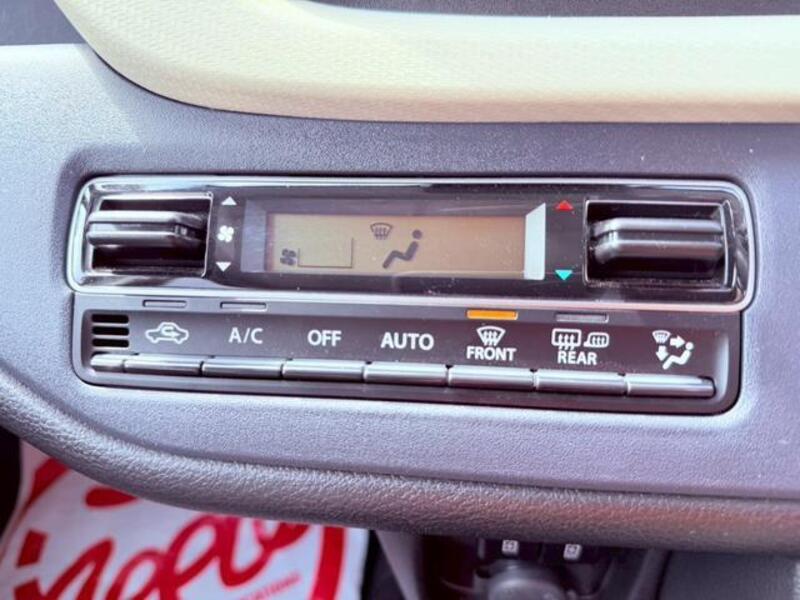 A/C OFF AUTO FRONT REAR